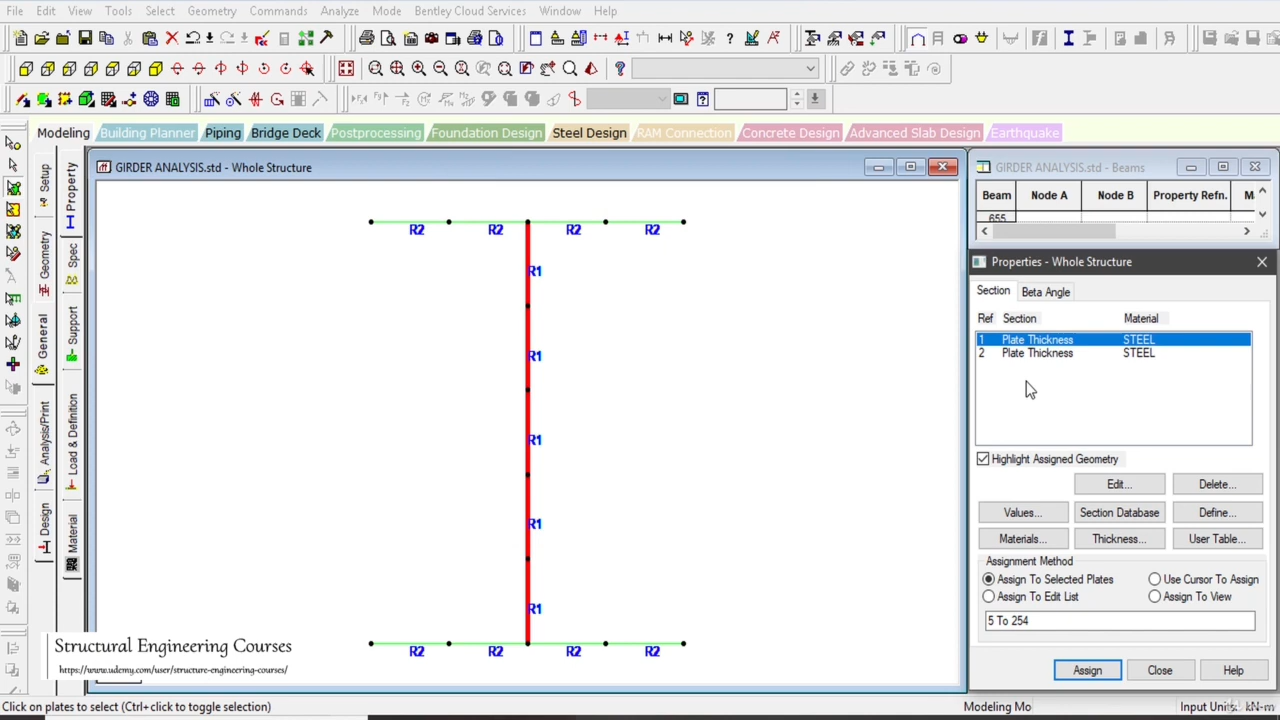 File Edit View Tools Select Geometry Commands Analyze Mode Bentley Cloud Services Window Help
Modeling Building Planner Piping Bridge Deck Postprocessing Foundation Design Steel Design RAM Connection Concrete Design Advanced Slab Design Earthquake
Setup
Geometry
General
Analysis/Print
Design
Property
Spec
Support
Load & Definition
Material
GIRDER ANALYSIS.std - Whole Structure
R2 R2 R2 R2
R1
R1
R1
R1
R1
R2 R2 R2 R2
Structural Engineering Courses
https://www.udemy.com/user/structure-engineering-courses/
GIRDER ANALYSIS.std - Beams
Beam Node A Node B Property Refn.
655
Properties - Whole Structure
Section Beta Angle
Ref Section Material
1 Plate Thickness STEEL
2 Plate Thickness STEEL
Highlight Assigned Geometry
Edit... Delete...
Values... Section Database Define...
Materials... Thickness... User Table...
Assignment Method
Assign To Selected Plates Use Cursor To Assign
Assign To Edit List Assign To View
5 To 254
Assign Close Help
Click on plates to select (Ctrl+click to toggle selection) Modeling Mo Input Units: kN-m